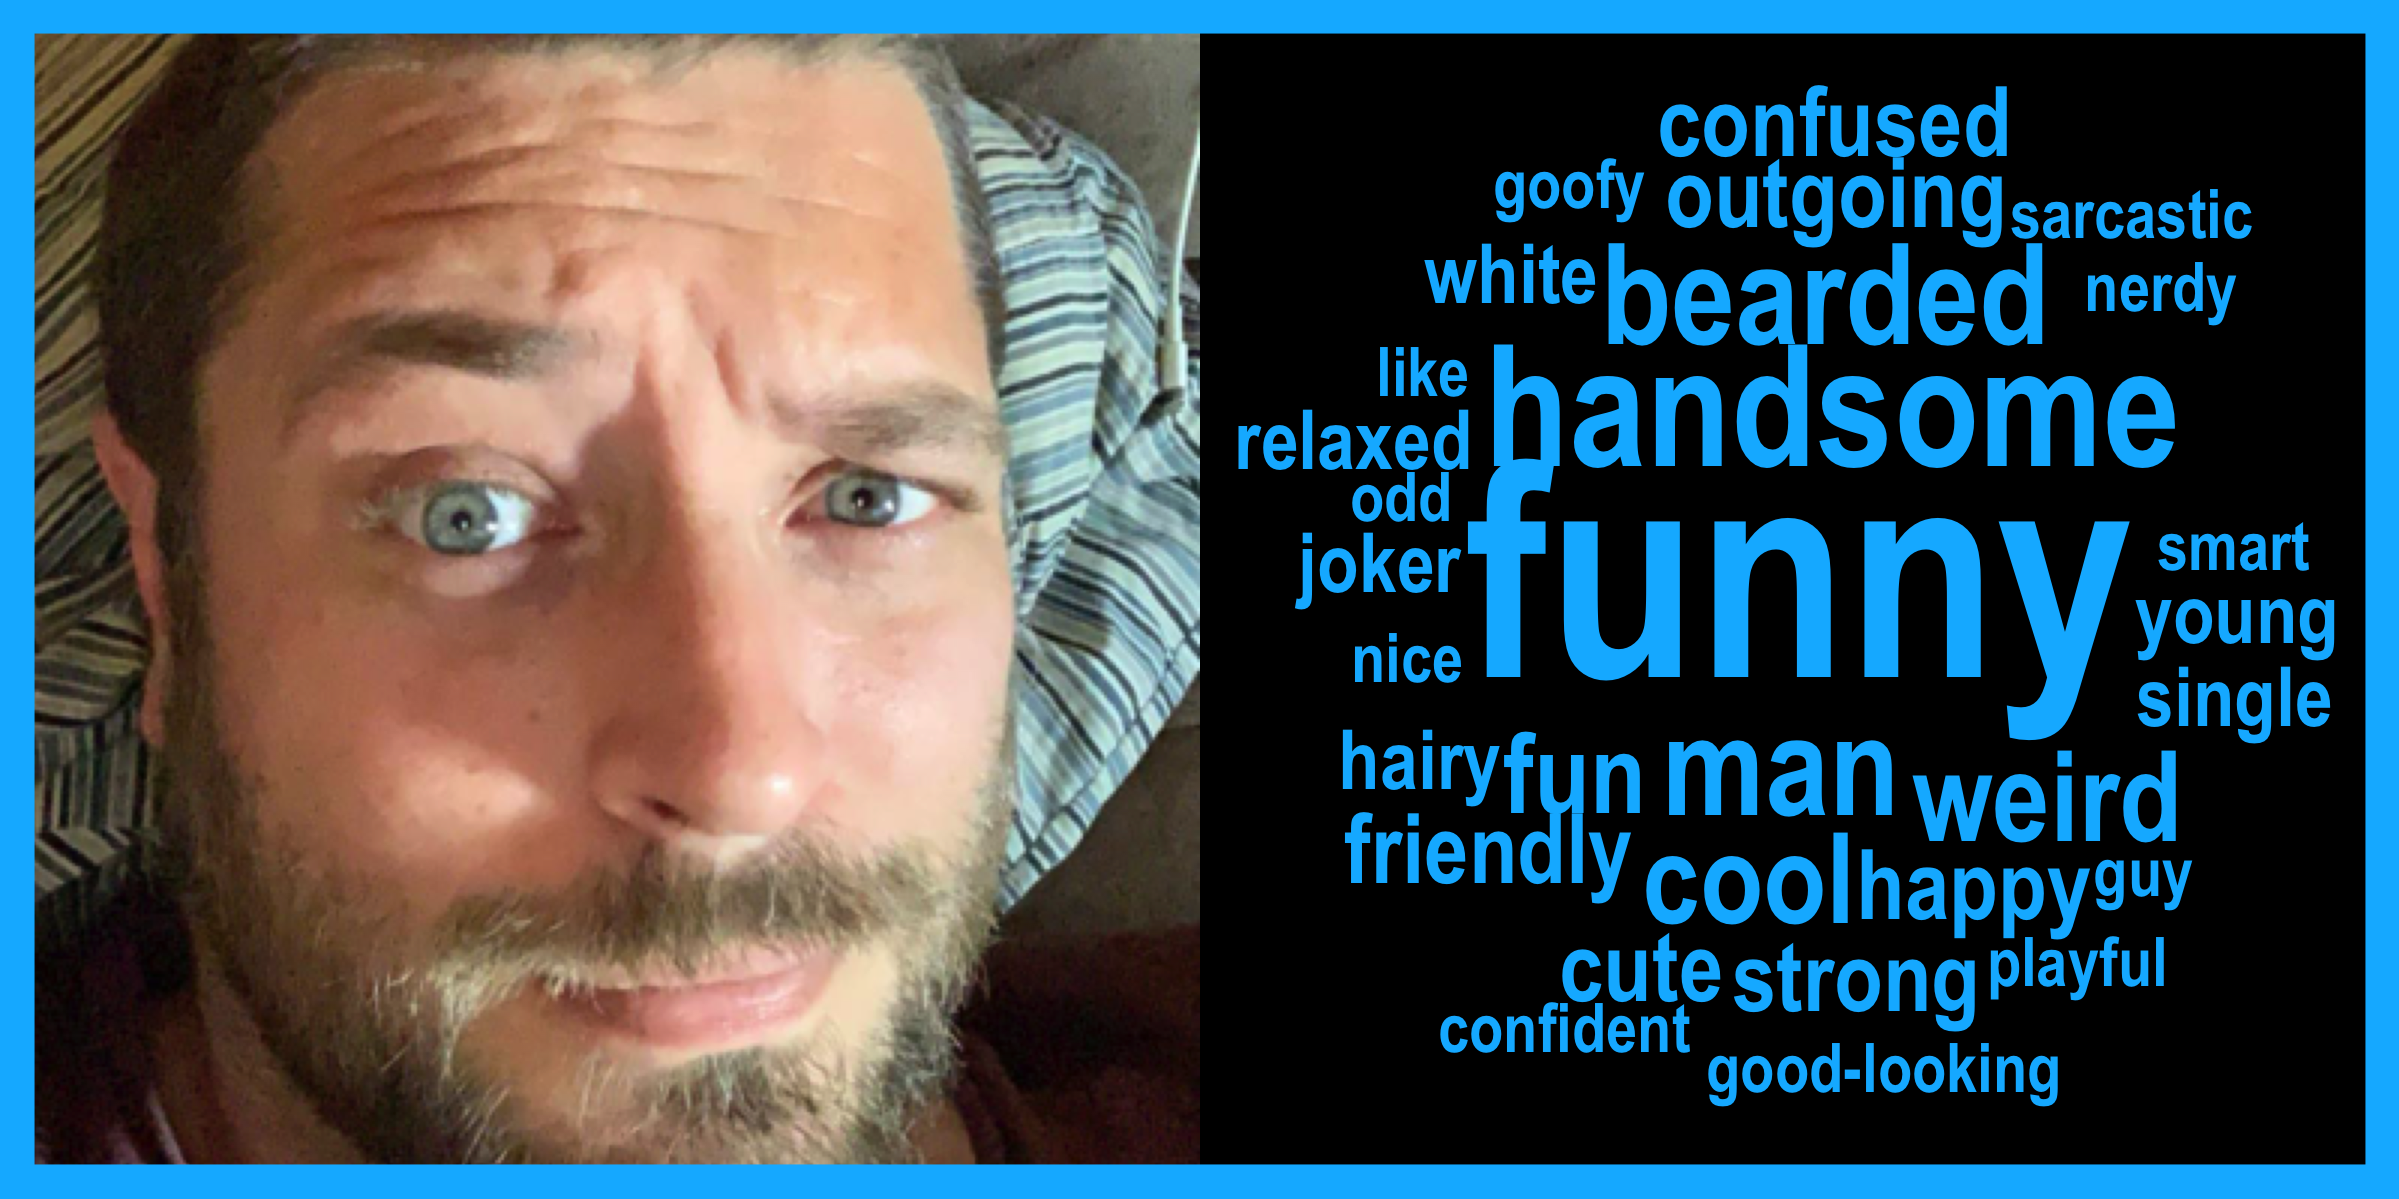 confused
goofy outgoing sarcastic
white bearded nerdy
like handsome
relaxed
odd
funny
joker smart
young
nice
single
hairy fun man weird
friendly cool happy guy
cute strong playful
confident
good-looking